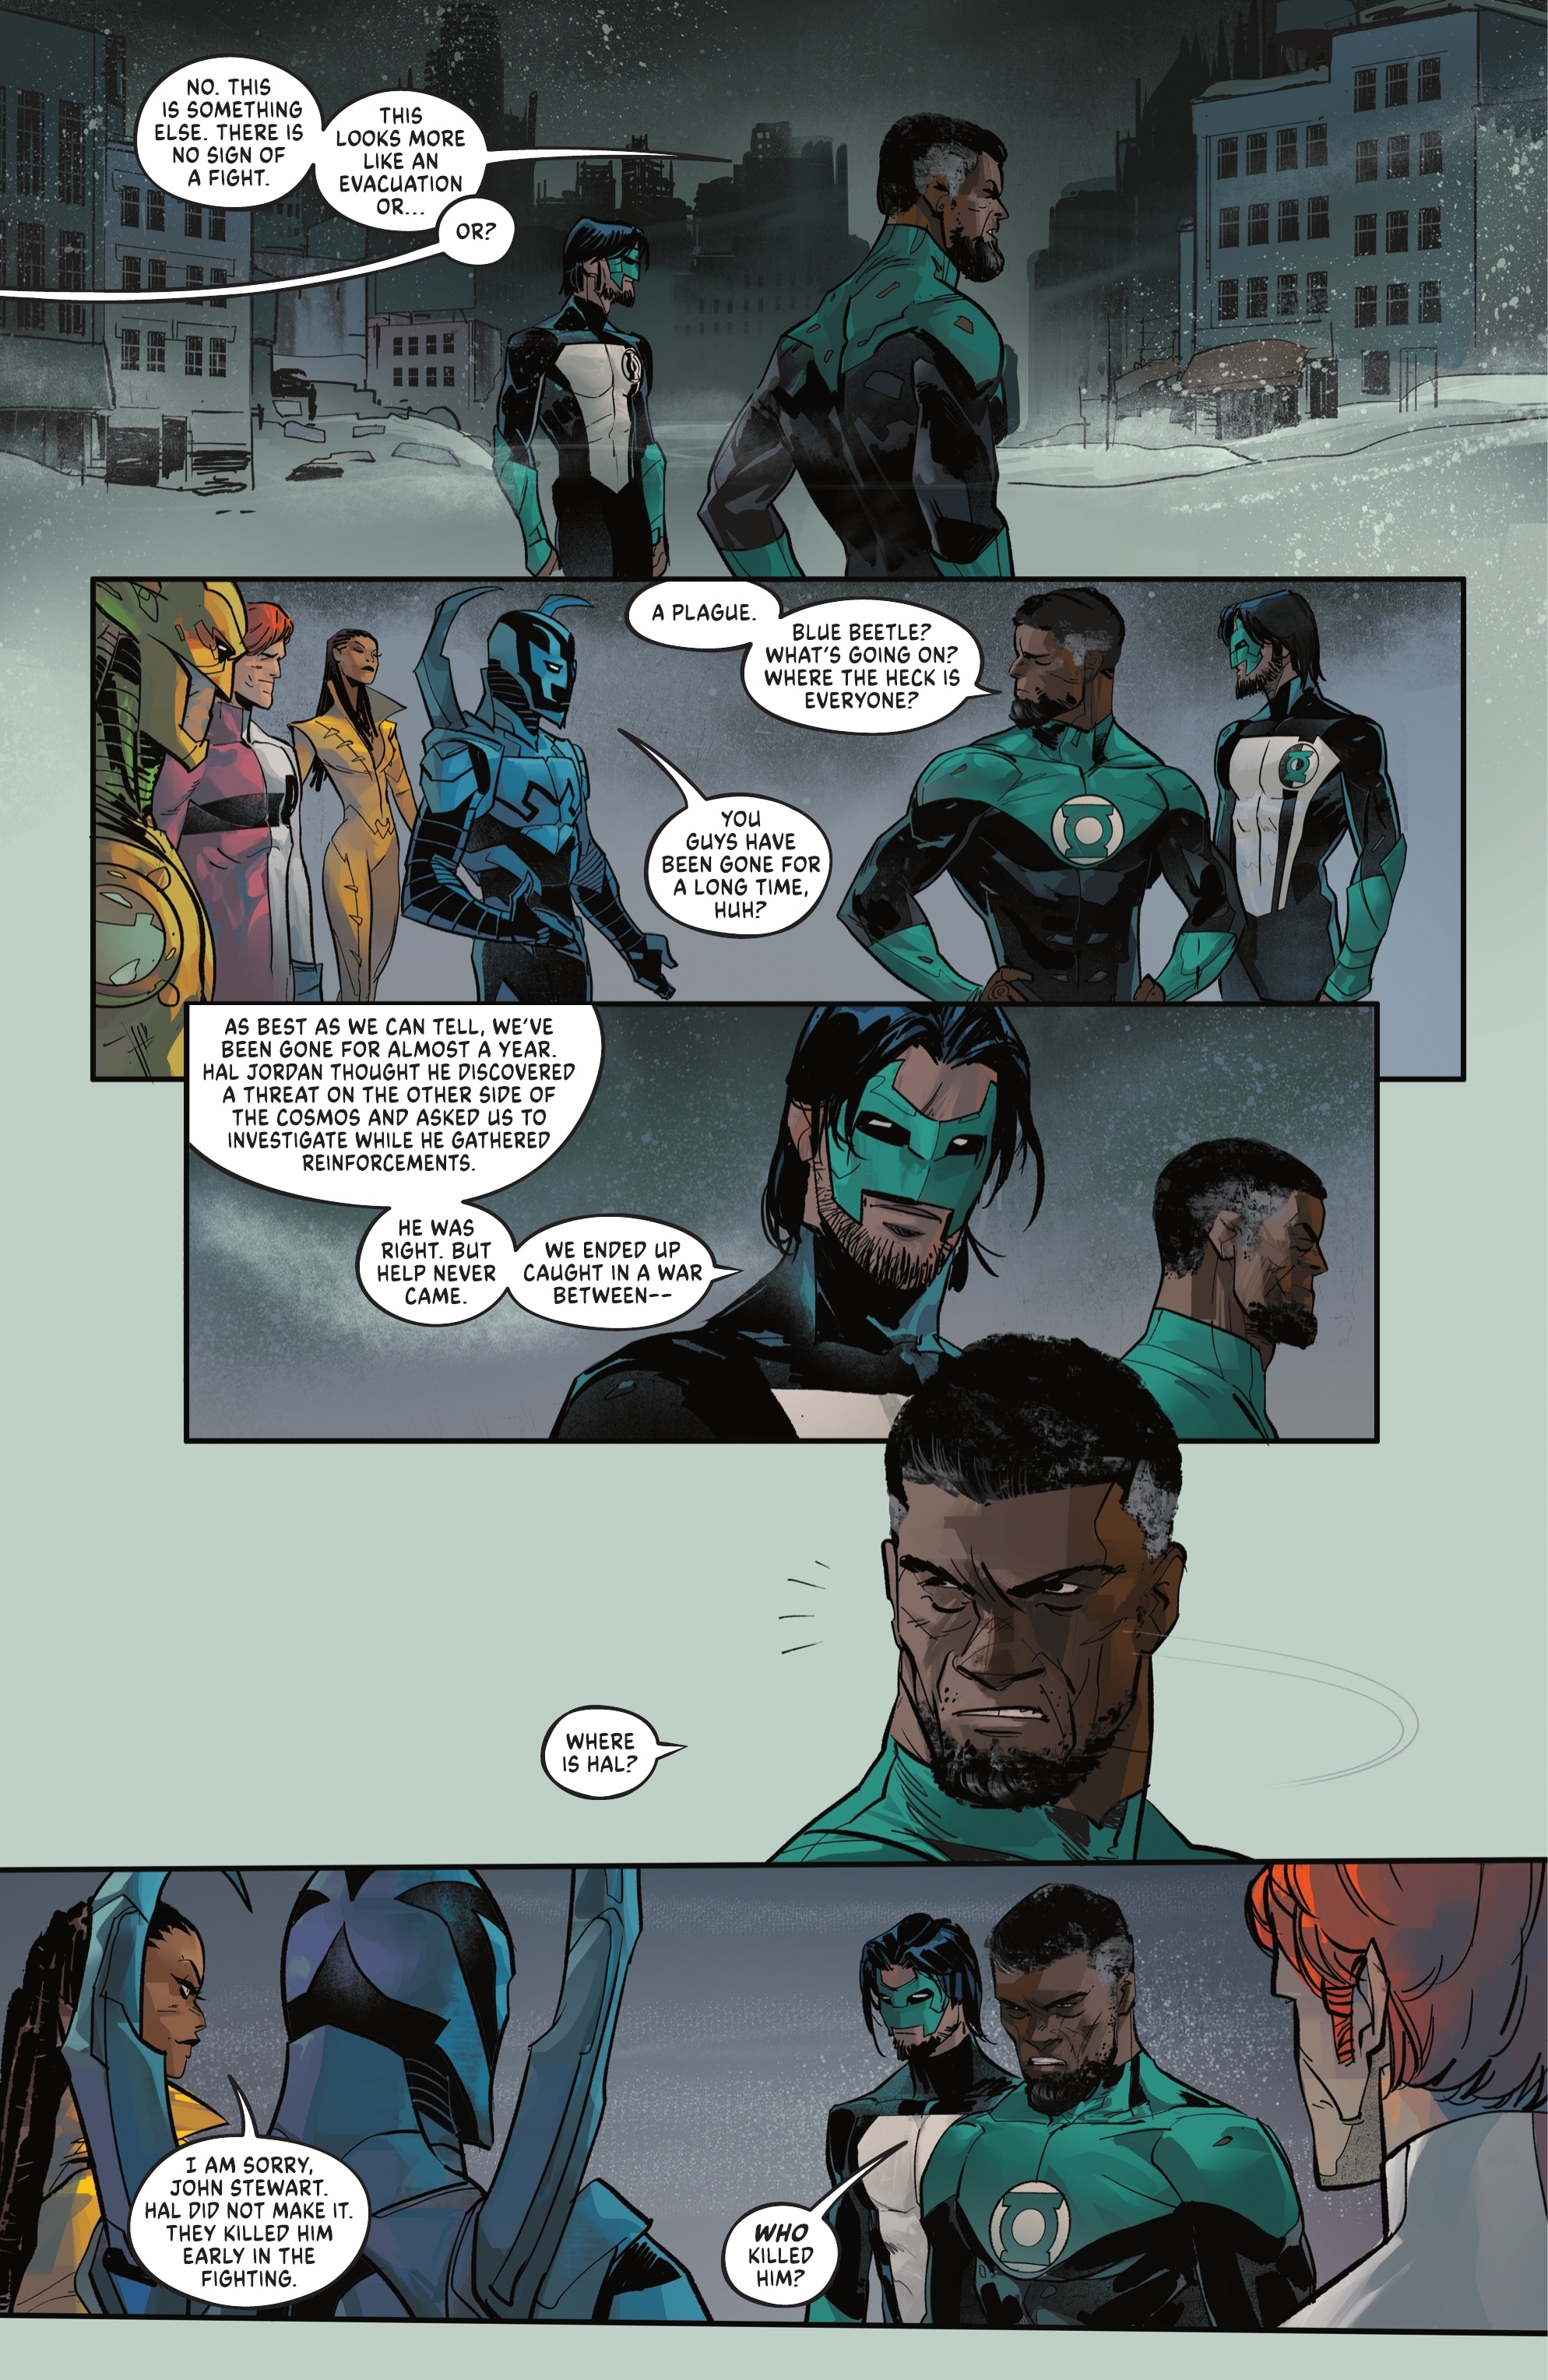 NO. THIS
IS SOMETHING
ELSE. THERE IS
NO SIGN OF
A FIGHT.
THIS
LOOKS MORE
LIKE AN
EVACUATION
OR...
OR?
A PLAGUE.
BLUE BEETLE?
WHAT'S GOING ON?
WHERE THE HECK IS
EVERYONE?
YOU
GUYS HAVE
BEEN GONE FOR
A LONG TIME,
HUH?
AS BEST AS WE CAN TELL, WE'VE
BEEN GONE FOR ALMOST A YEAR.
HAL JORDAN THOUGHT HE DISCOVERED
A THREAT ON THE OTHER SIDE OF
THE COSMOS AND ASKED US TO
INVESTIGATE WHILE HE GATHERED
REINFORCEMENTS.
HE WAS
RIGHT. BUT
HELP NEVER
CAME.
WE ENDED UP
CAUGHT IN A WAR
BETWEEN--
WHERE
IS HAL?
I AM SORRY,
JOHN STEWART.
HAL DID NOT MAKE IT.
THEY KILLED HIM
EARLY IN THE
FIGHTING.
WHO
KILLED
HIM?